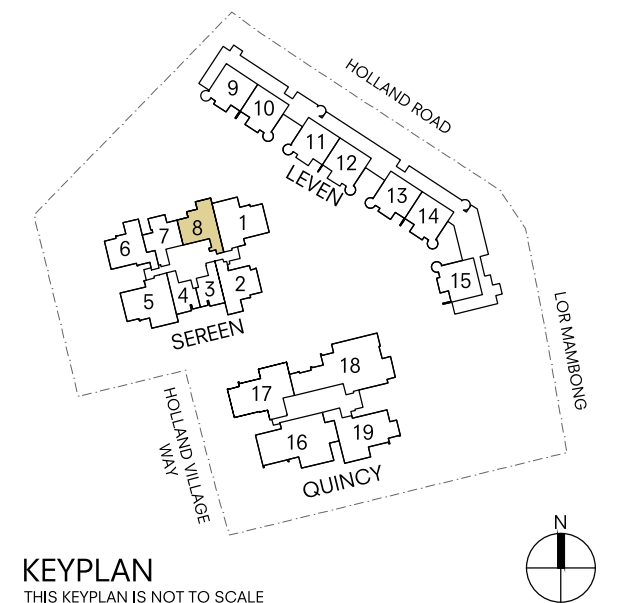 HOLLAND ROAD
9
10
11
12
LEVEN
13
14
15
8
1
7
6
5
4
3
2
SEREEN
LOR MAMBONG
18
17
16
19
QUINCY
HOLLAND VILLAGE
WAY
N
KEYPLAN
THIS KEYPLAN IS NOT TO SCALE